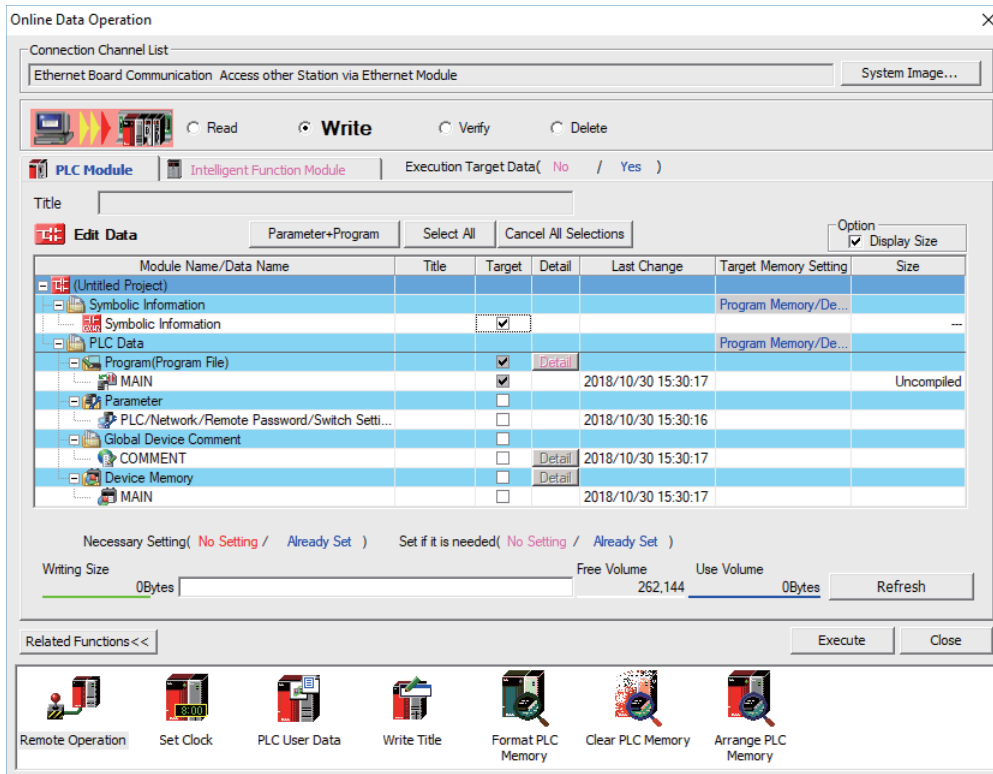 Online Data Operation
Connection Channel List
Ethernet Board Communication Access other Station via Ethernet Module
System Image...
Read Write Verify Delete
PLC Module Intelligent Function Module Execution Target Data( No / Yes )
Title
Edit Data Parameter+Program Select All Cancel All Selections Option Display Size
Module Name/Data Name Title Target Detail Last Change Target Memory Setting Size
(Untitled Project)
Symbolic Information Program Memory/De...
Symbolic Information ---
PLC Data Program Memory/De...
Program(Program File) Detail
MAIN 2018/10/30 15:30:17 Uncompiled
Parameter
PLC/Network/Remote Password/Switch Setti... 2018/10/30 15:30:16
Global Device Comment
COMMENT Detail 2018/10/30 15:30:17
Device Memory Detail
MAIN 2018/10/30 15:30:17
Necessary Setting( No Setting / Already Set ) Set if it is needed( No Setting / Already Set )
Writing Size Free Volume Use Volume
0Bytes 262,144 0Bytes Refresh
Related Functions<< Execute Close
8:00
Remote Operation Set Clock PLC User Data Write Title Format PLC Memory Clear PLC Memory Arrange PLC Memory